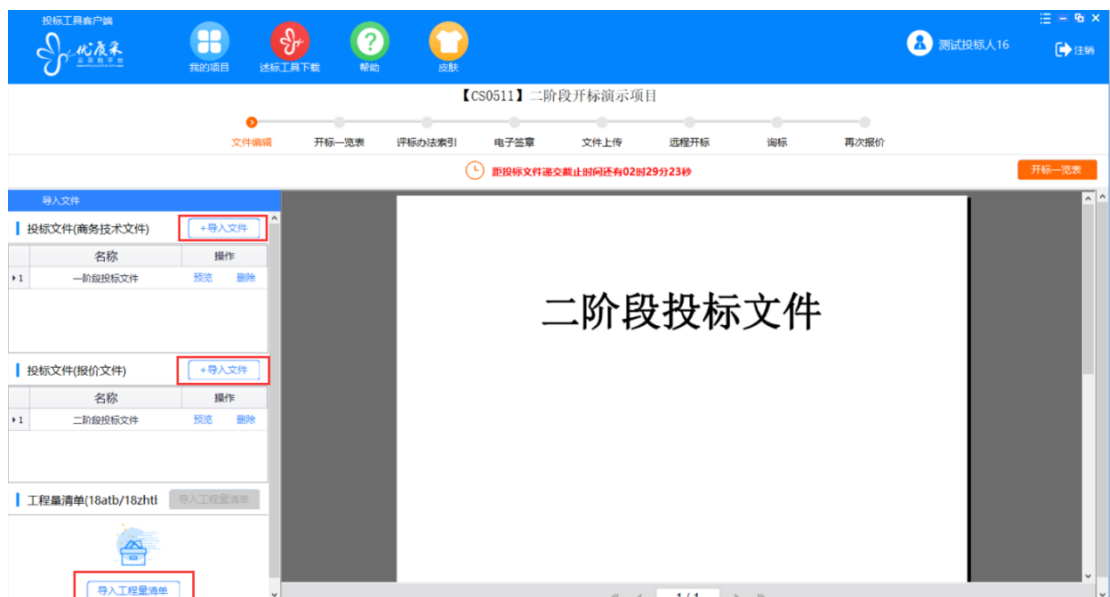 投标工具客户端
优质采
我的项目
述标工具下载
帮助
皮肤
测试投标人16
注销
【CS0511】二阶段开标演示项目
文件编辑 开标一览表 评标办法索引 电子签章 文件上传 远程开标 询标 再次报价
距投标文件递交截止时间还有02时29分23秒
开标一览表
导入文件
投标文件(商务技术文件) +导入文件
名称 操作
1 一阶段投标文件 预览 删除
二阶段投标文件
投标文件(报价文件) +导入文件
名称 操作
1 二阶段投标文件 预览 删除
工程量清单(18atb/18zhtb 导入工程量清单
导入工程量清单
1 / 1